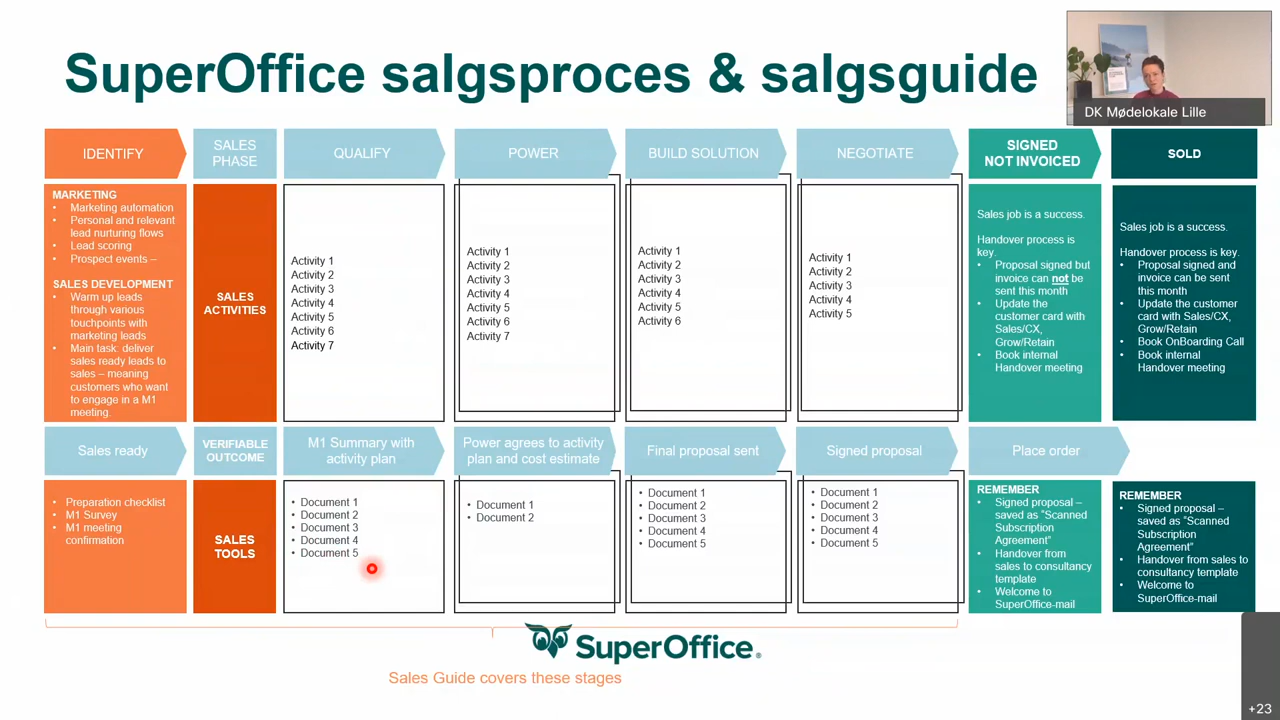 SuperOffice salgsproces & salgsguide
DK Mødelokale Lille
IDENTIFY
SALES
PHASE
QUALIFY
POWER
BUILD SOLUTION
NEGOTIATE
SIGNED
NOT INVOICED
SOLD
MARKETING
• Marketing automation
• Personal and relevant
lead nurturing flows
• Lead scoring
• Prospect events –
SALES DEVELOPMENT
• Warm up leads
through various
touchpoints with
marketing leads
• Main task: deliver
sales ready leads to
sales – meaning
customers who want
to engage in a M1
meeting.
SALES
ACTIVITIES
Activity 1
Activity 2
Activity 3
Activity 4
Activity 5
Activity 6
Activity 7
Activity 1
Activity 2
Activity 3
Activity 4
Activity 5
Activity 6
Activity 7
Activity 1
Activity 2
Activity 3
Activity 4
Activity 5
Activity 6
Activity 1
Activity 2
Activity 3
Activity 4
Activity 5
Sales job is a success.
Handover process is
key.
• Proposal signed but
invoice can not be
sent this month
• Update the
customer card with
Sales/CX,
Grow/Retain
• Book internal
Handover meeting
Sales job is a success.
Handover process is key.
• Proposal signed and
invoice can be sent
this month
• Update the customer
card with Sales/CX,
Grow/Retain
• Book OnBoarding Call
• Book internal
Handover meeting
Sales ready
VERIFIABLE
OUTCOME
M1 Summary with
activity plan
Power agrees to activity
plan and cost estimate
Final proposal sent
Signed proposal
Place order
• Preparation checklist
• M1 Survey
• M1 meeting
confirmation
SALES
TOOLS
• Document 1
• Document 2
• Document 3
• Document 4
• Document 5
• Document 1
• Document 2
• Document 1
• Document 2
• Document 3
• Document 4
• Document 5
• Document 1
• Document 2
• Document 3
• Document 4
• Document 5
REMEMBER
• Signed proposal –
saved as “Scanned
Subscription
Agreement”
• Handover from
sales to consultancy
template
• Welcome to
SuperOffice-mail
REMEMBER
• Signed proposal –
saved as “Scanned
Subscription
Agreement”
• Handover from sales to
consultancy template
• Welcome to
SuperOffice-mail
SuperOffice®
Sales Guide covers these stages
+23